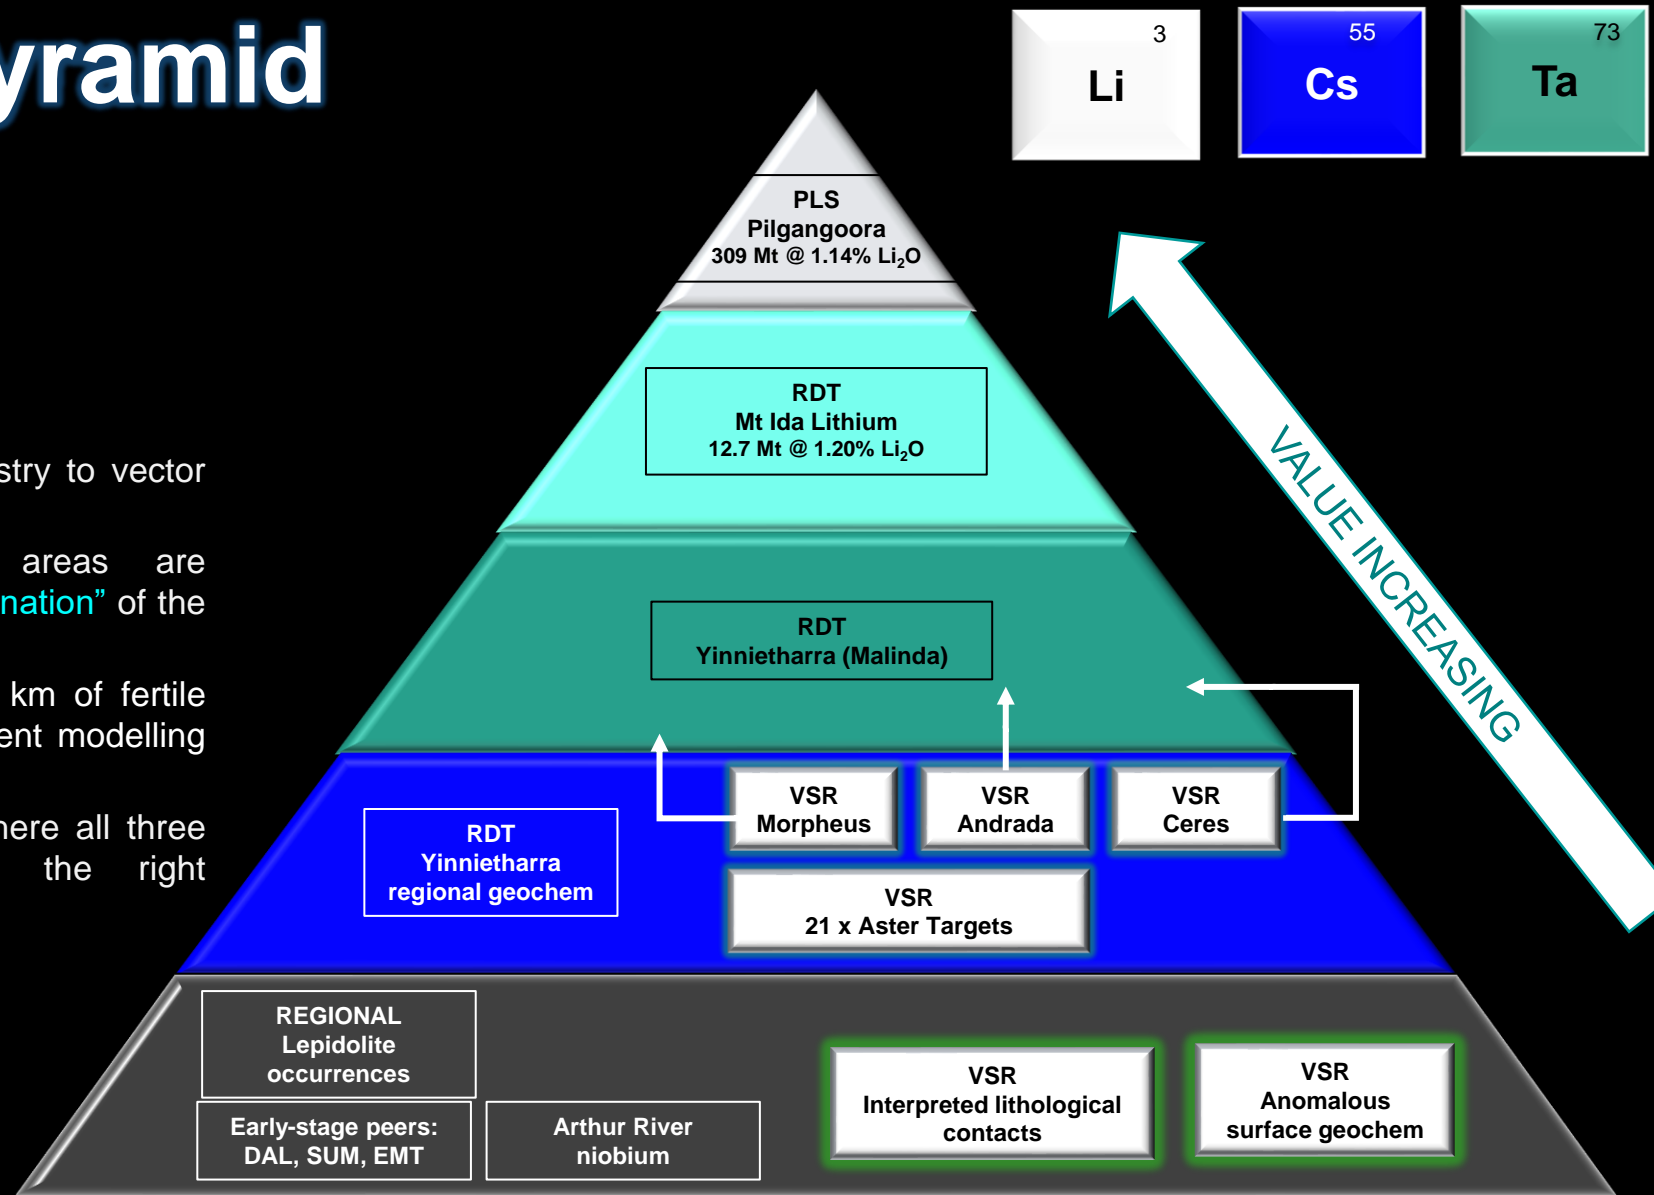 yramid
3
Li
55
Cs
73
Ta
PLS
Pilgangoora
309 Mt @ 1.14% Li₂O
RDT
Mt Ida Lithium
12.7 Mt @ 1.20% Li₂O
VALUE INCREASING
stry to vector
areas are
nation” of the
km of fertile
ent modelling
here all three
the right
RDT
Yinnietharra (Malinda)
VSR
Morpheus
VSR
Andrada
VSR
Ceres
RDT
Yinnietharra
regional geochem
VSR
21 x Aster Targets
REGIONAL
Lepidolite
occurrences
Early-stage peers:
DAL, SUM, EMT
Arthur River
niobium
VSR
Interpreted lithological
contacts
VSR
Anomalous
surface geochem